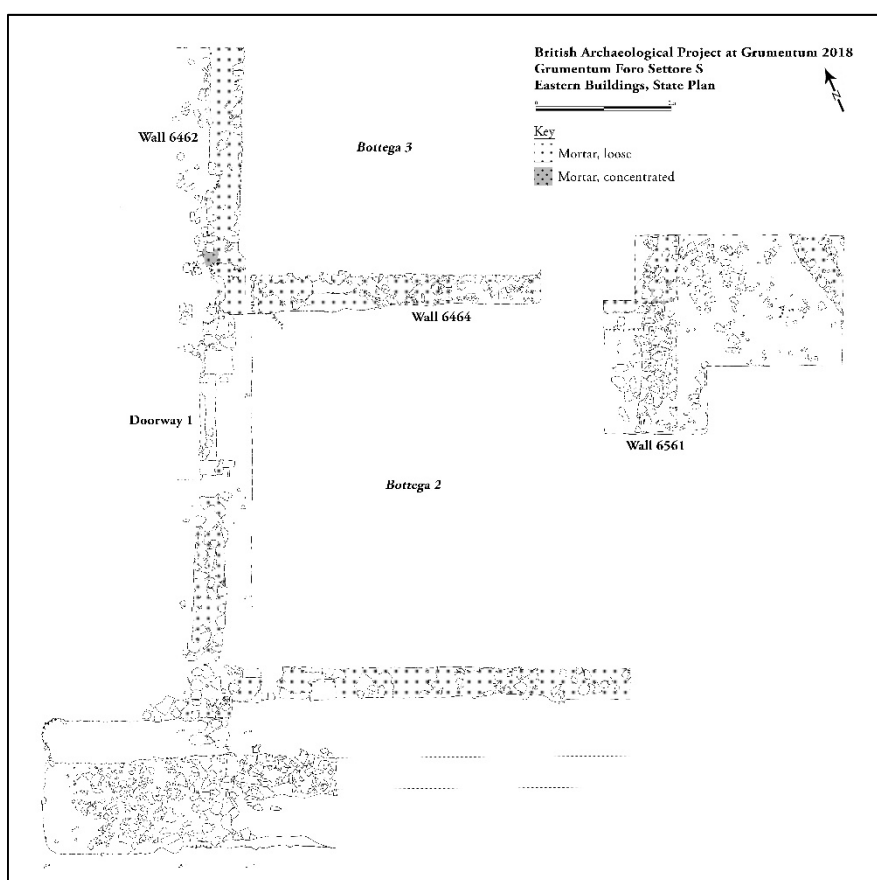 British Archaeological Project at Grumentum 2018
Grumentum Foro Settore S
Eastern Buildings, State Plan
N
0
Key
Mortar, loose
Mortar, concentrated
Wall 6462
Bottega 3
Wall 6464
Doorway 1
Wall 6561
Bottega 2